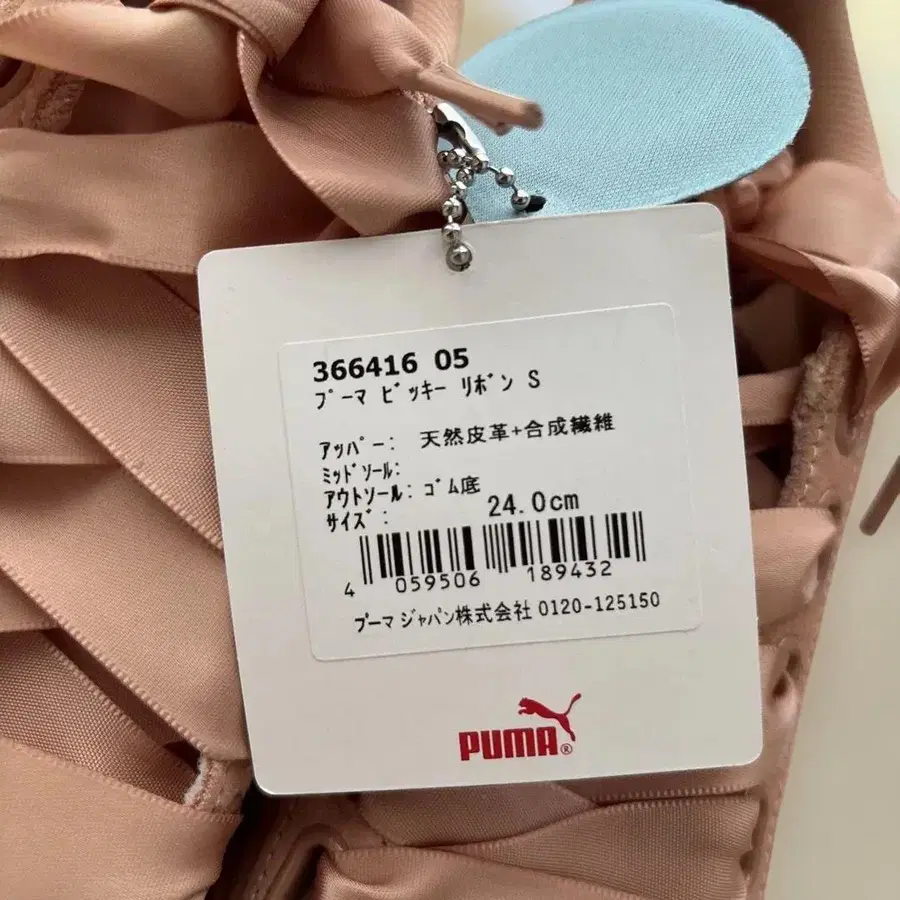 366416 05
ﾌﾟｰﾏ ﾋﾞｯｷｰ ﾘﾎﾞﾝ S
ｱｯﾊﾟｰ: 天然皮革+合成繊維
ﾐｯﾄﾞｿｰﾙ:
ｱｳﾄｿｰﾙ: ｺﾞﾑ底
ｻｲｽﾞ: 24.0cm
4 059506 189432
ﾌﾟｰﾏ ｼﾞｬﾊﾟﾝ株式会社 0120-125150
PUMA®